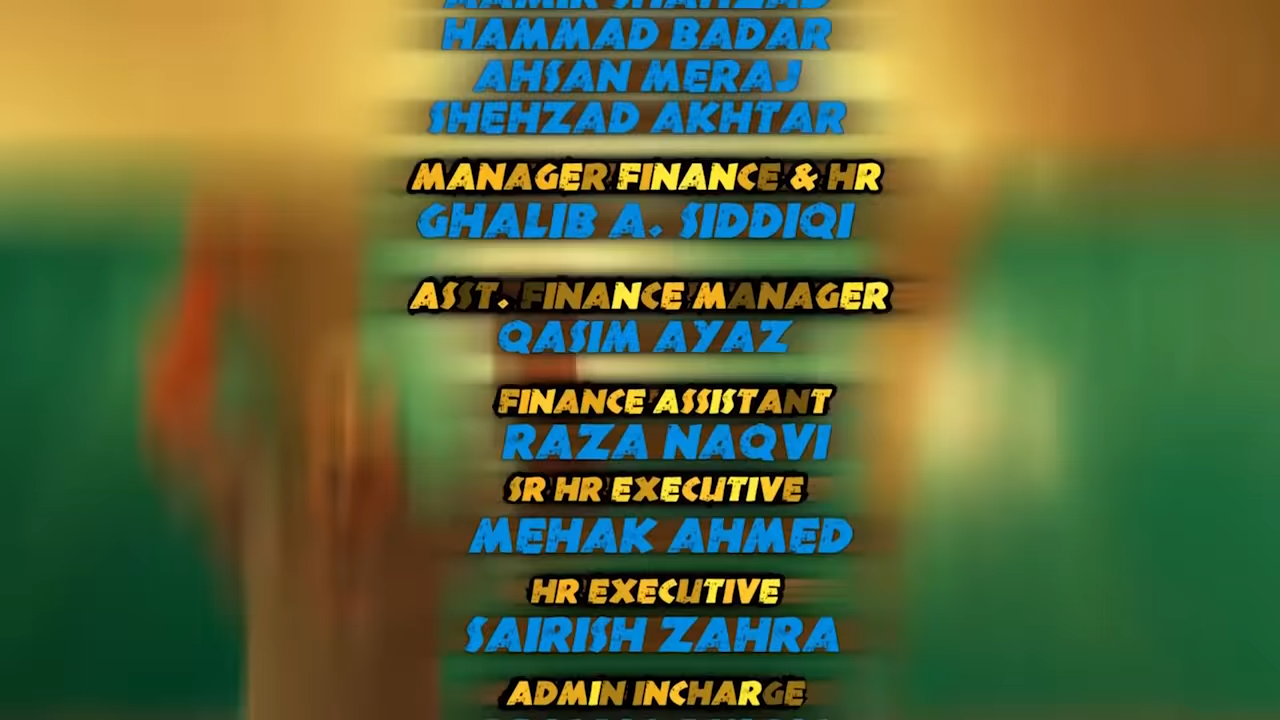 HAMMAD BADAR
AHSAN MERAJ
SHEHZAD AKHTAR
MANAGER FINANCE & HR
GHALIB A. SIDDIQI
ASST. FINANCE MANAGER
QASIM AYAZ
FINANCE ASSISTANT
RAZA NAQVI
SR HR EXECUTIVE
MEHAK AHMED
HR EXECUTIVE
SAIRISH ZAHRA
ADMIN INCHARGE